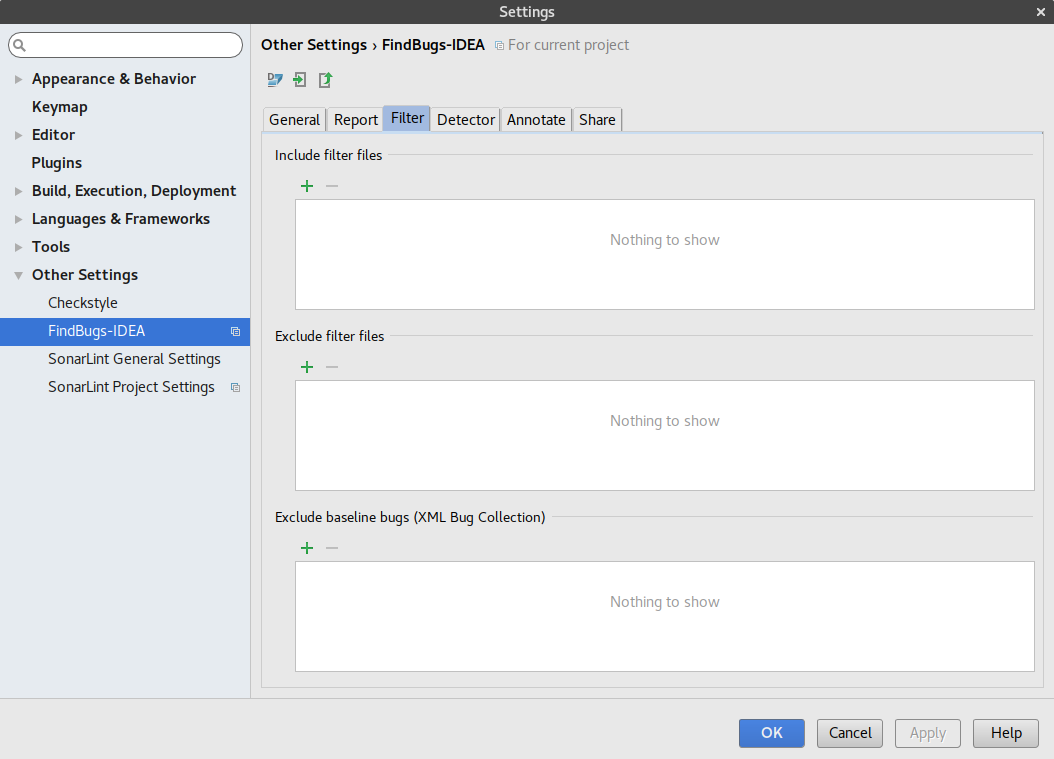 Settings
Other Settings › FindBugs-IDEA For current project
Appearance & Behavior
Keymap
Editor
Plugins
Build, Execution, Deployment
Languages & Frameworks
Tools
Other Settings
Checkstyle
FindBugs-IDEA
SonarLint General Settings
SonarLint Project Settings
General Report Filter Detector Annotate Share
Include filter files
Nothing to show
Exclude filter files
Nothing to show
Exclude baseline bugs (XML Bug Collection)
Nothing to show
OK Cancel Apply Help